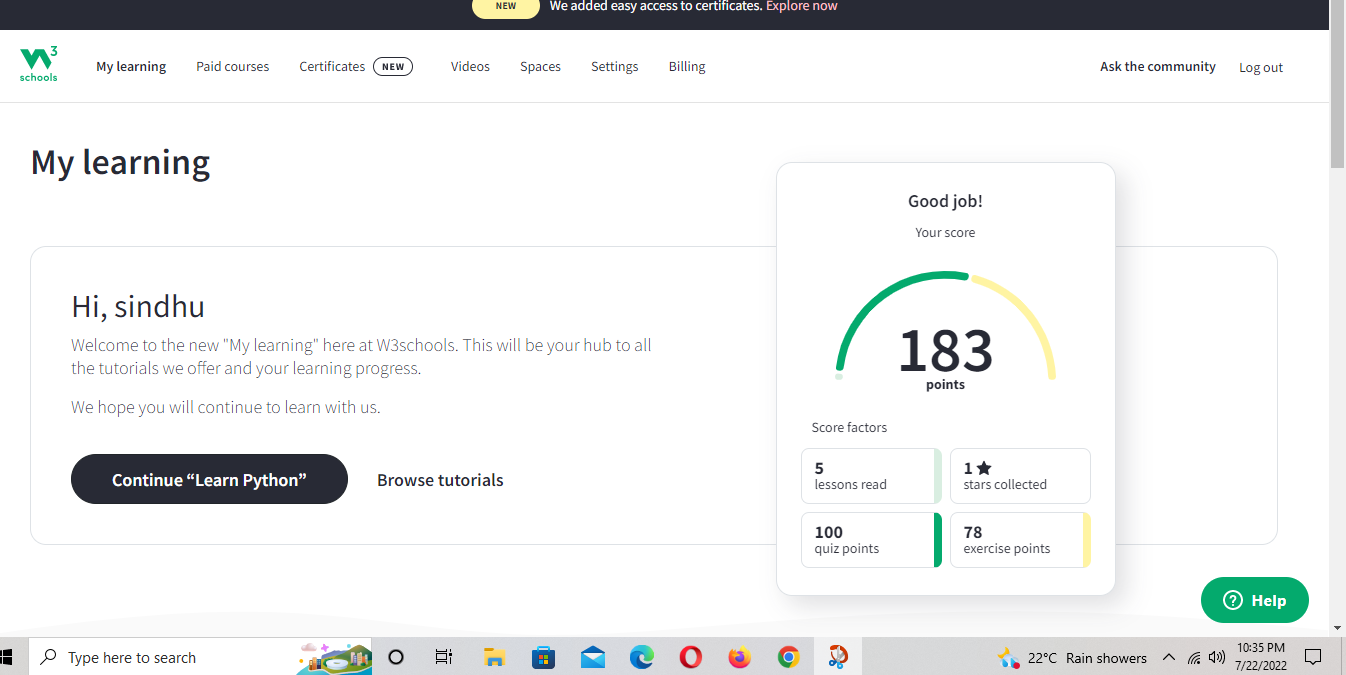 NEW We added easy access to certificates. Explore now
W3 schools
My learning Paid courses Certificates NEW Videos Spaces Settings Billing Ask the community Log out
My learning
Hi, sindhu
Welcome to the new "My learning" here at W3schools. This will be your hub to all
the tutorials we offer and your learning progress.
We hope you will continue to learn with us.
Continue “Learn Python” Browse tutorials
Good job!
Your score
183
points
Score factors
5
lessons read
1
stars collected
100
quiz points
78
exercise points
Help
Type here to search
22°C Rain showers
10:35 PM
7/22/2022